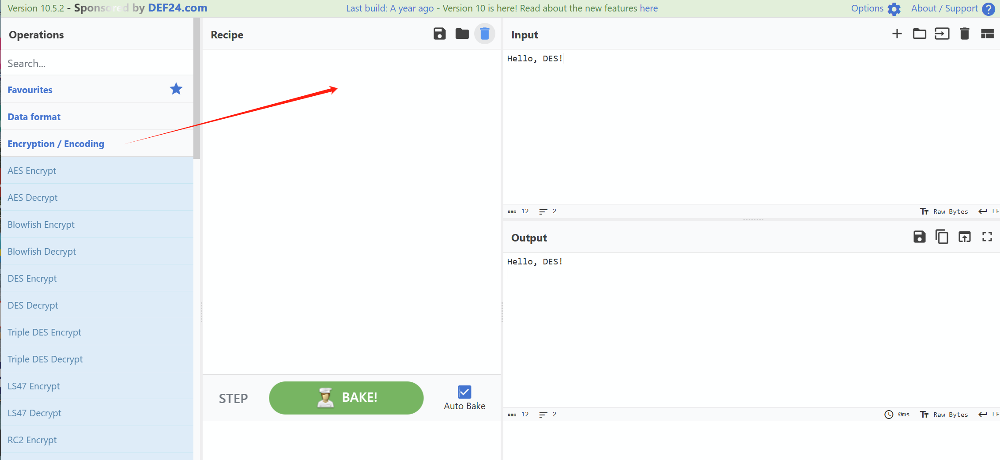 Version 10.5.2 - Sponsored by DEF24.com
Last build: A year ago - Version 10 is here! Read about the new features here
Options
About / Support
Operations
Search...
Favourites
Data format
Encryption / Encoding
AES Encrypt
AES Decrypt
Blowfish Encrypt
Blowfish Decrypt
DES Encrypt
DES Decrypt
Triple DES Encrypt
Triple DES Decrypt
LS47 Encrypt
LS47 Decrypt
RC2 Encrypt
Recipe
STEP
BAKE!
Auto Bake
Input
Hello, DES!
ABC 12 2
Raw Bytes LF
Output
Hello, DES!
ABC 12 2
0ms Raw Bytes LF